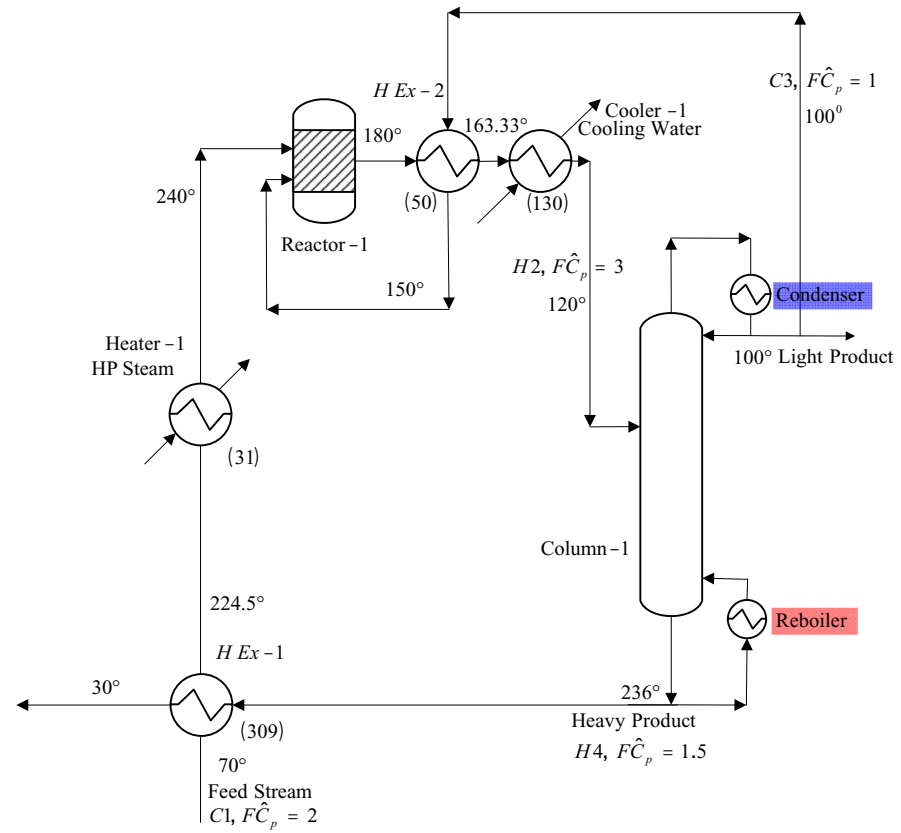 C3, FĈp = 1
100⁰
H Ex-2
163.33°
Cooler -1
Cooling Water
180°
240°
(50)
(130)
Reactor-1
H2, FĈp = 3
120°
150°
Condenser
100° Light Product
Heater-1
HP Steam
(31)
Column-1
224.5°
Reboiler
H Ex-1
30°
236°
(309)
Heavy Product
H4, FĈp = 1.5
70°
Feed Stream
C1, FĈp = 2